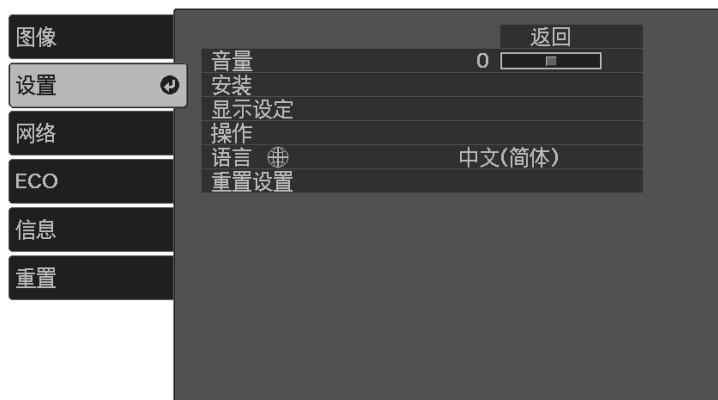 图像
设置
网络
ECO
信息
重置
返回
音量 0
安装
显示设定
操作
语言 中文(简体)
重置设置